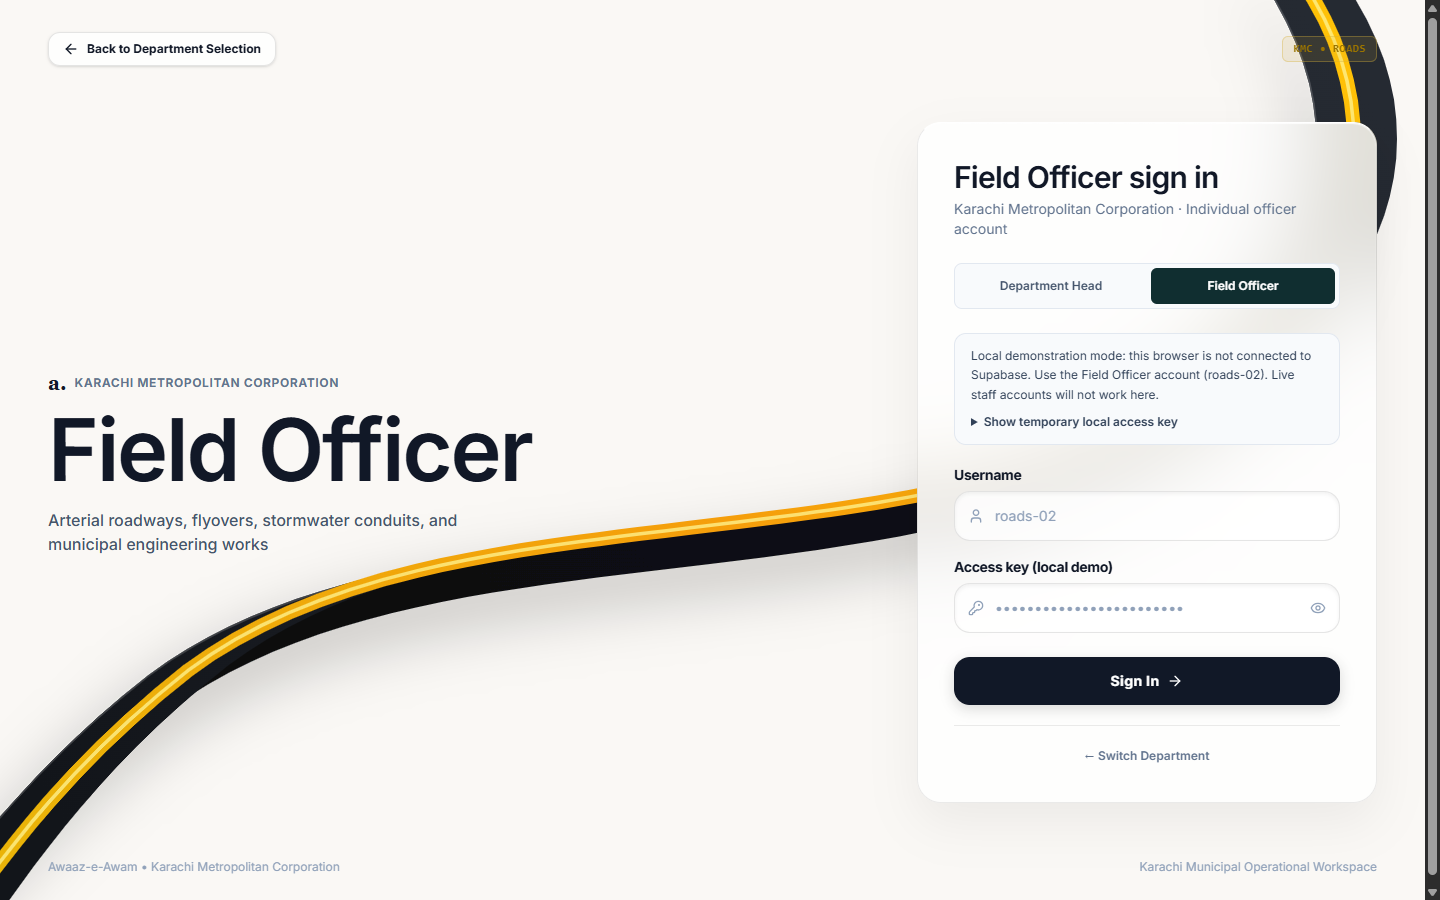 Back to Department Selection
KMC • ROADS
a. KARACHI METROPOLITAN CORPORATION
Field Officer
Arterial roadways, flyovers, stormwater conduits, and
municipal engineering works
Field Officer sign in
Karachi Metropolitan Corporation · Individual officer
account
Department Head
Field Officer
Local demonstration mode: this browser is not connected to
Supabase. Use the Field Officer account (roads-02). Live
staff accounts will not work here.
Show temporary local access key
Username
roads-02
Access key (local demo)
Sign In →
← Switch Department
Awaaz-e-Awam • Karachi Metropolitan Corporation
Karachi Municipal Operational Workspace